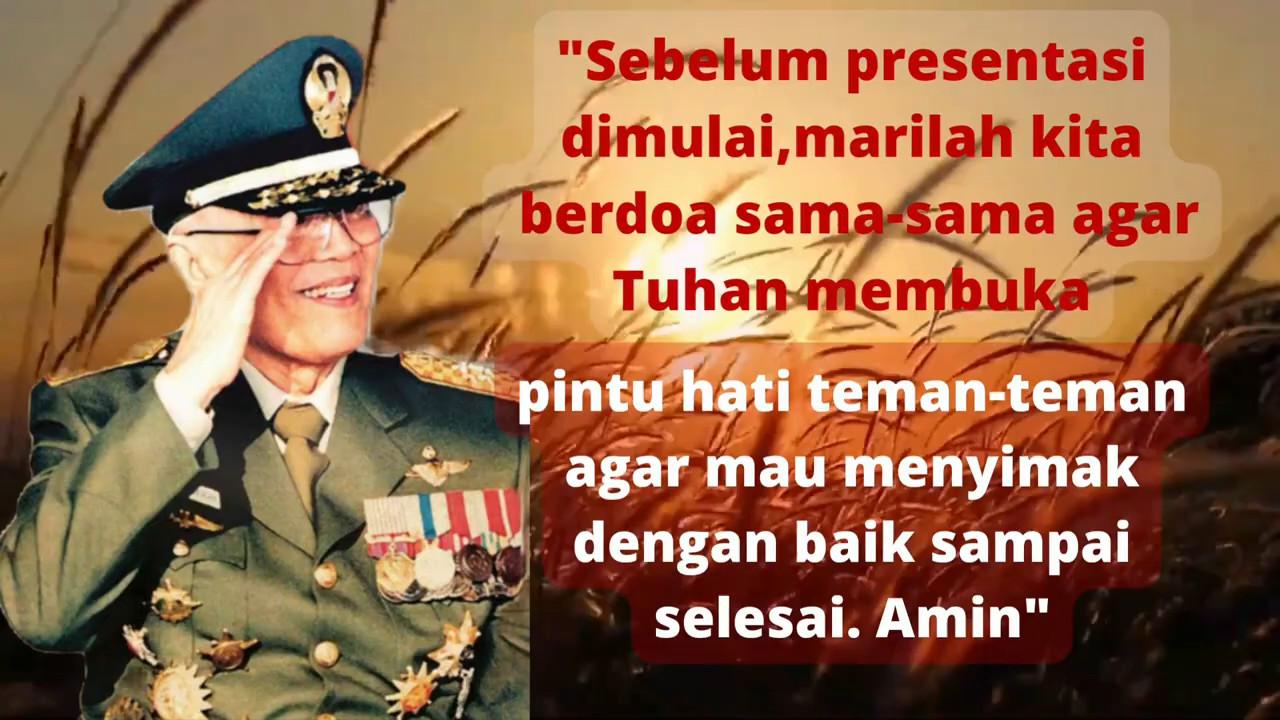 "Sebelum presentasi
dimulai,marilah kita
berdoa sama-sama agar
Tuhan membuka
pintu hati teman-teman
agar mau menyimak
dengan baik sampai
selesai. Amin"